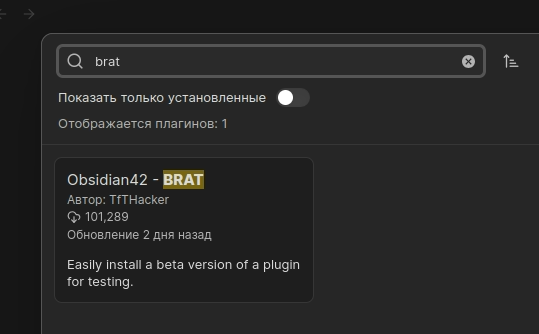 brat
Показать только установленные
Отображается плагинов: 1
Obsidian42 - BRAT
Автор: TfTHacker
101,289
Обновление 2 дня назад
Easily install a beta version of a plugin
for testing.